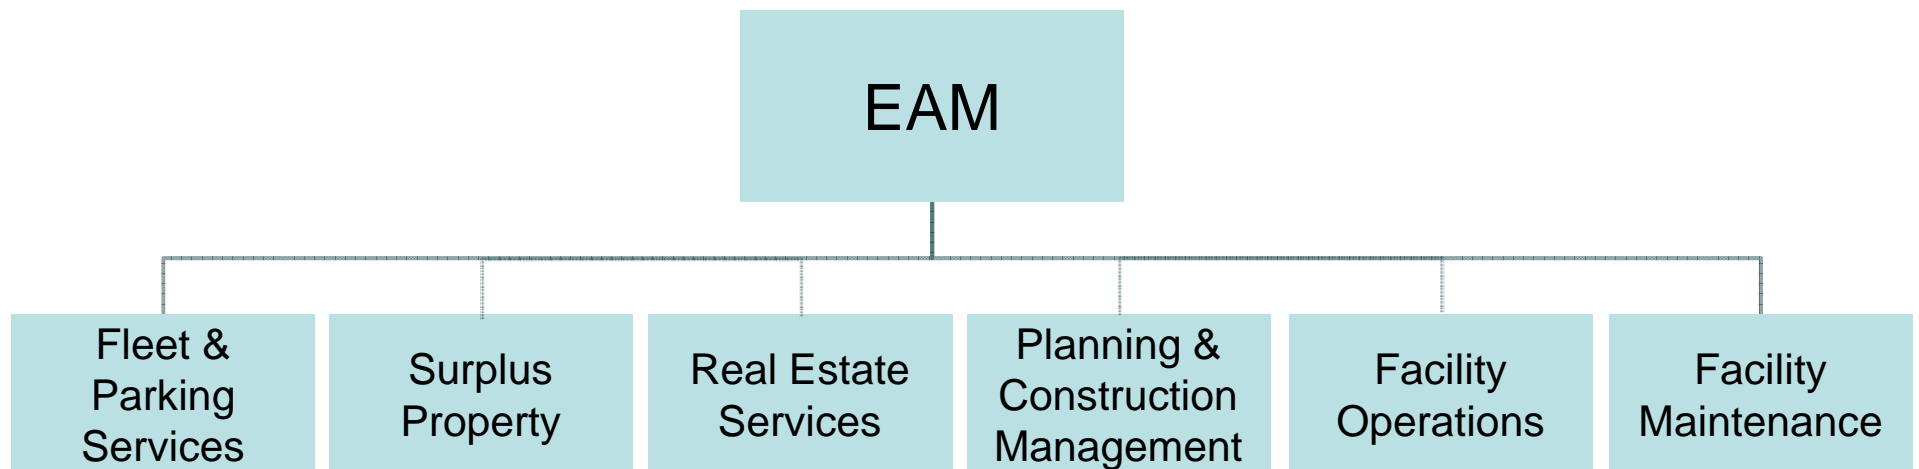 EAM
Fleet &
Parking
Services
Surplus
Property
Real Estate
Services
Planning &
Construction
Management
Facility
Operations
Facility
Maintenance